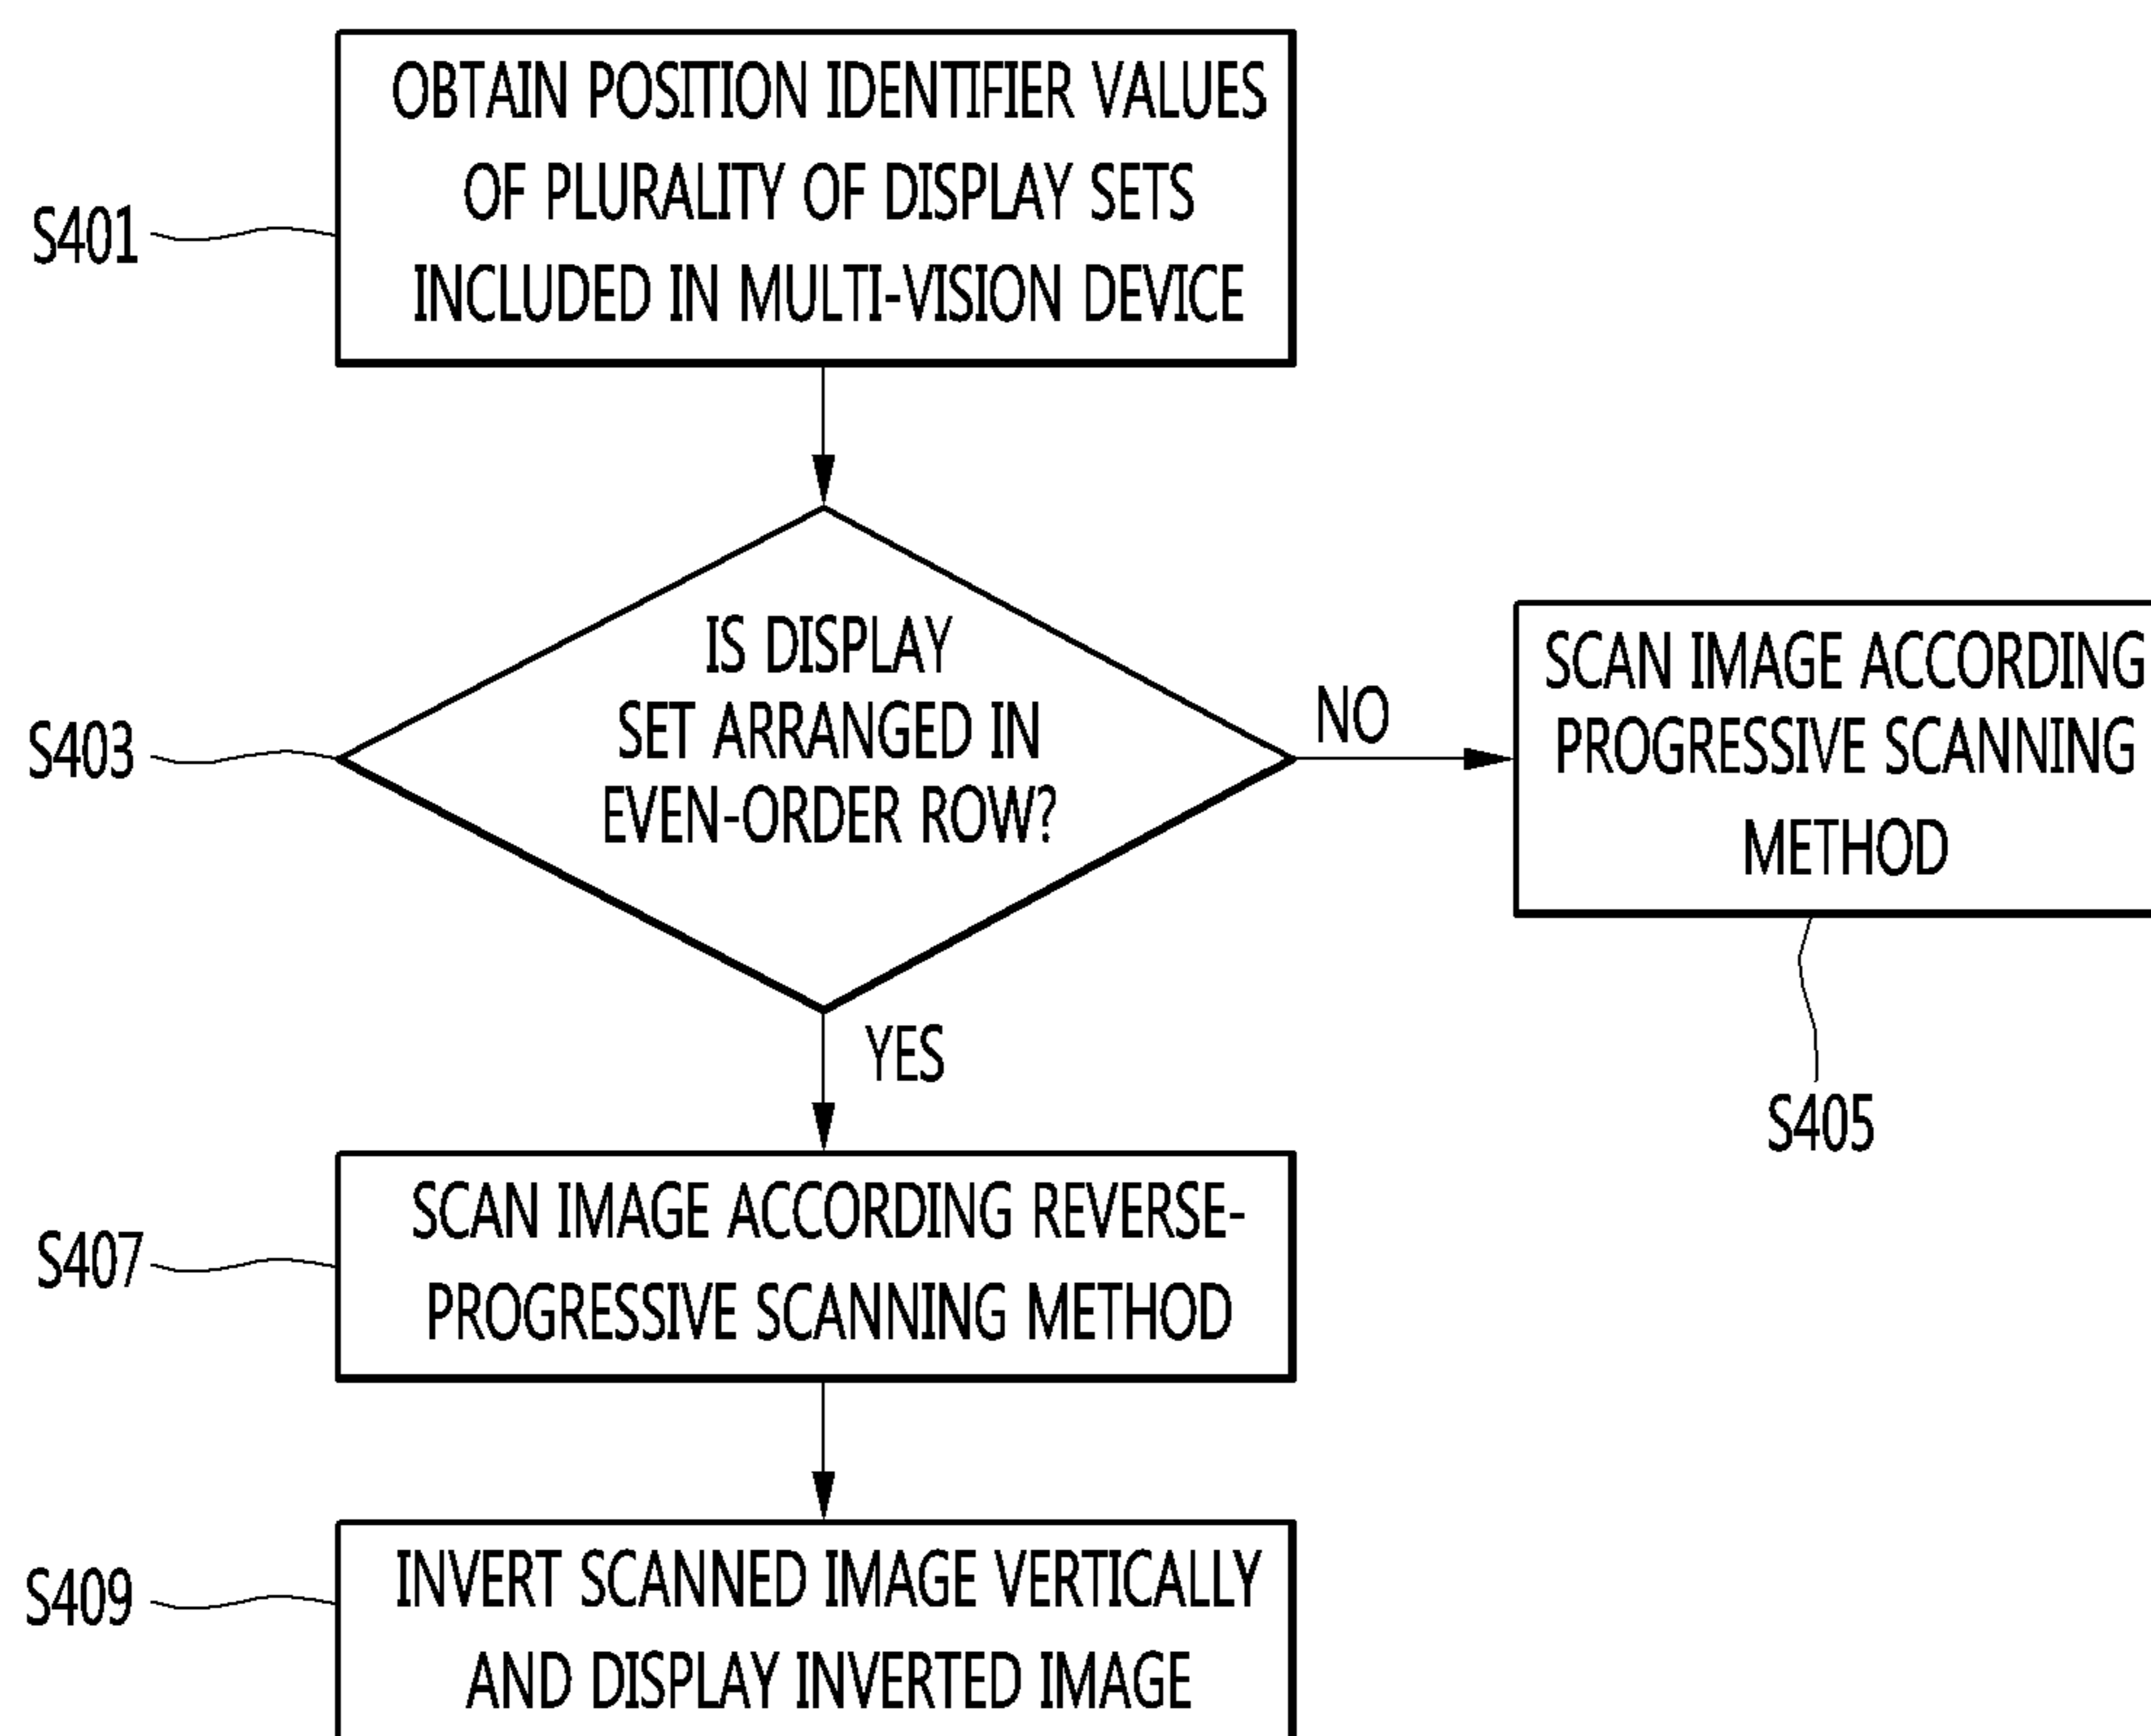 OBTAIN POSITION IDENTIFIER VALUES
OF PLURALITY OF DISPLAY SETS
INCLUDED IN MULTI-VISION DEVICE
S401
IS DISPLAY
SET ARRANGED IN
EVEN-ORDER ROW?
S403
NO
SCAN IMAGE ACCORDING
PROGRESSIVE SCANNING
METHOD
S405
YES
SCAN IMAGE ACCORDING REVERSE-
PROGRESSIVE SCANNING METHOD
S407
INVERT SCANNED IMAGE VERTICALLY
AND DISPLAY INVERTED IMAGE
S409